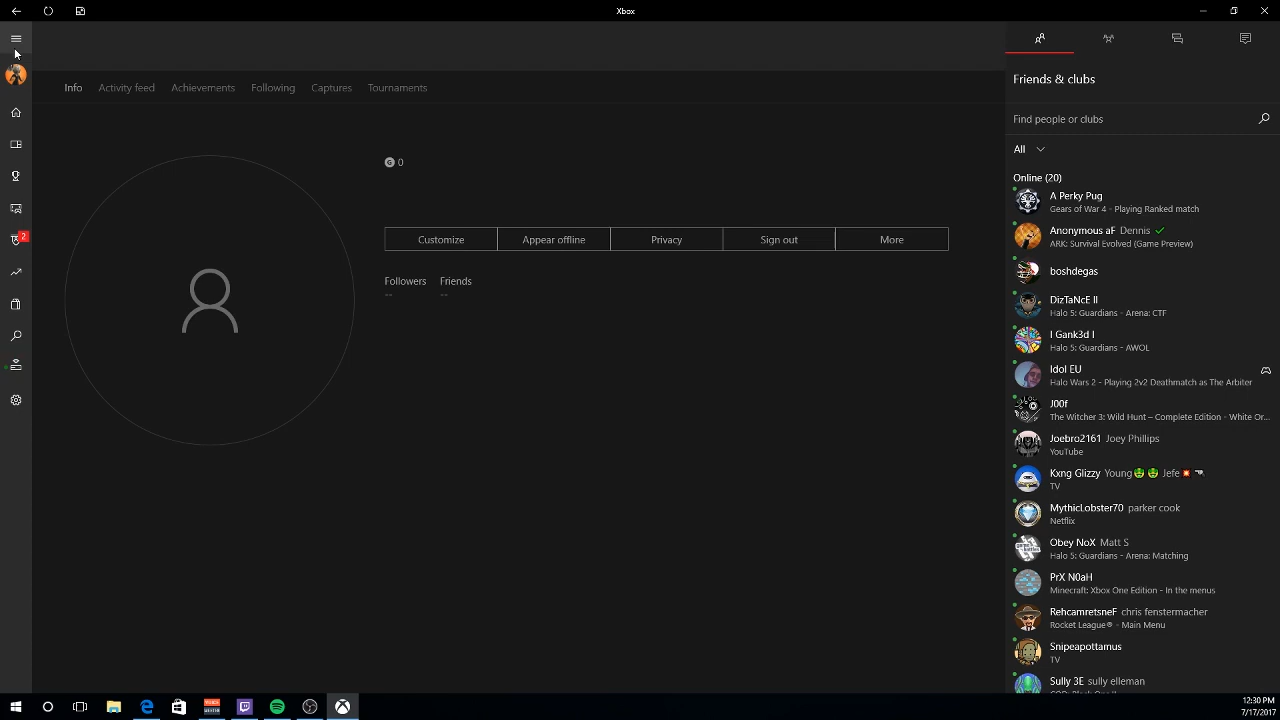 Xbox
Info Activity feed Achievements Following Captures Tournaments
G 0
Customize Appear offline Privacy Sign out More
Followers Friends
-- --
2
Friends & clubs
Find people or clubs
All
Online (20)
A Perky Pug
Gears of War 4 - Playing Ranked match
Anonymous aF Dennis
ARK: Survival Evolved (Game Preview)
boshdegas
DizTaNcE II
Halo 5: Guardians - Arena: CTF
I Gank3d I
Halo 5: Guardians - AWOL
Idol EU
Halo Wars 2 - Playing 2v2 Deathmatch as The Arbiter
J00f
The Witcher 3: Wild Hunt – Complete Edition - White Or...
Joebro2161 Joey Phillips
YouTube
Kxng Glizzy Young Jefe
TV
MythicLobster70 parker cook
Netflix
Obey NoX Matt S
Halo 5: Guardians - Arena: Matching
PrX N0aH
Minecraft: Xbox One Edition - In the menus
RehcamretsneF chris fenstermacher
Rocket League® - Main Menu
Snipeapottamus
TV
Sully 3E sully elleman
12:30 PM
7/17/2017